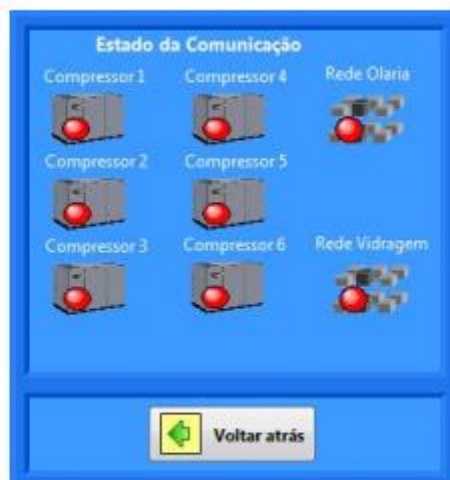 Estado da Comunicação
Compressor 1 Compressor 4 Rede Olaria
Compressor 2 Compressor 5
Compressor 3 Compressor 6 Rede Vidragem
Voltar atrás